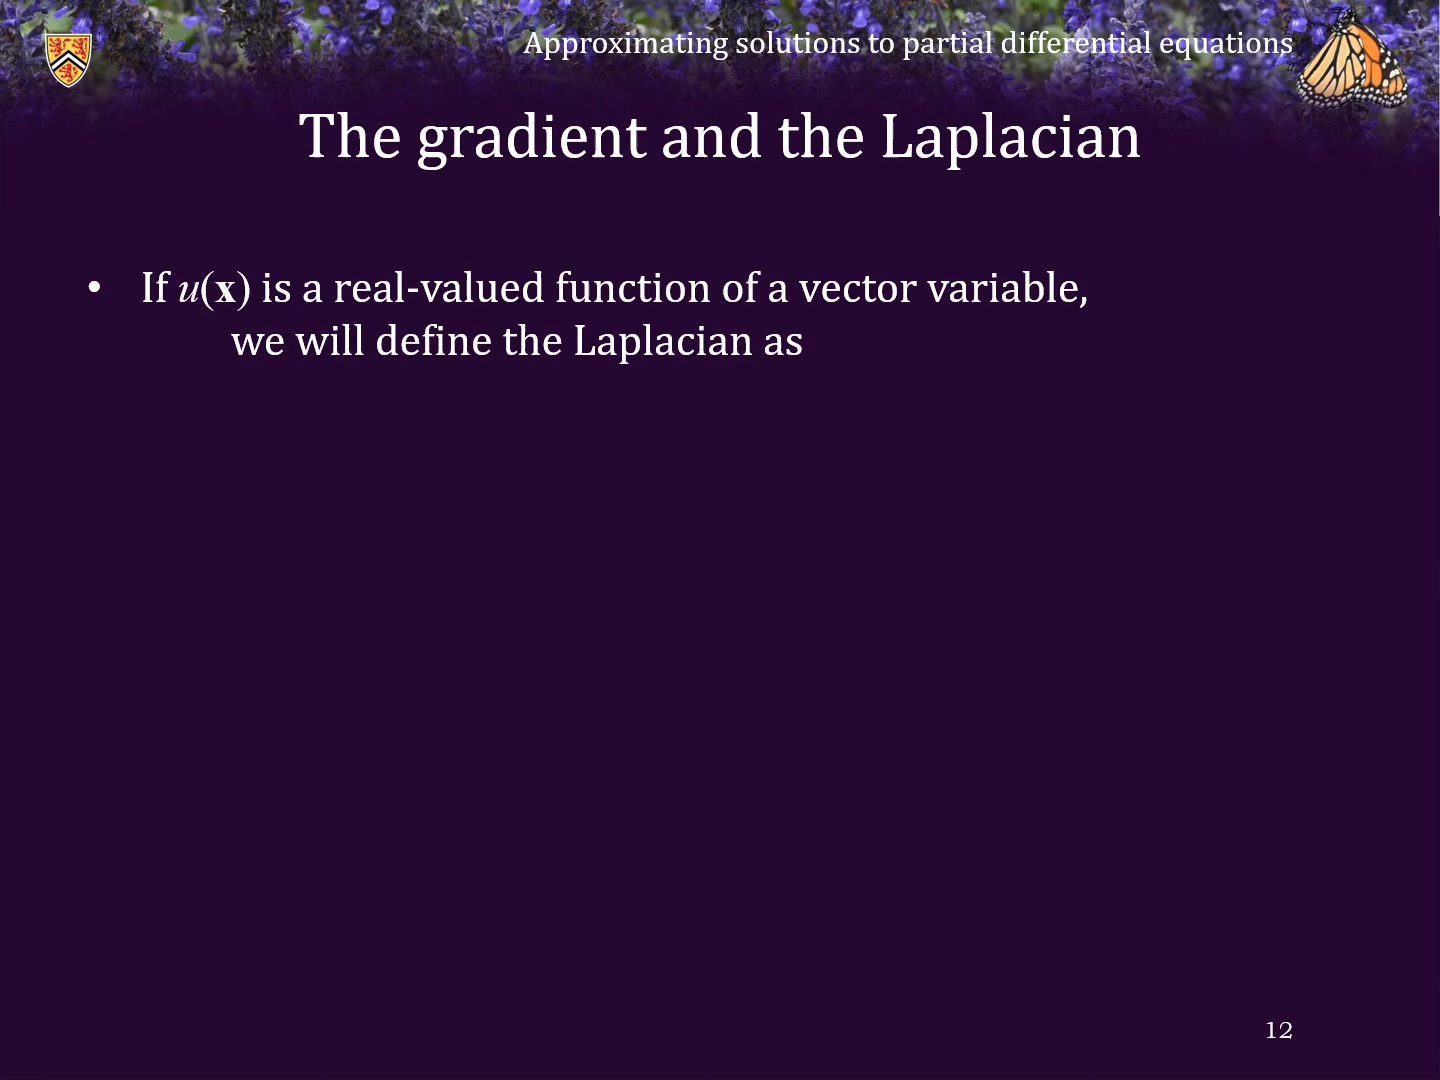 Approximating solutions to partial differential equations
The gradient and the Laplacian
• If u(x) is a real-valued function of a vector variable,
we will define the Laplacian as
12